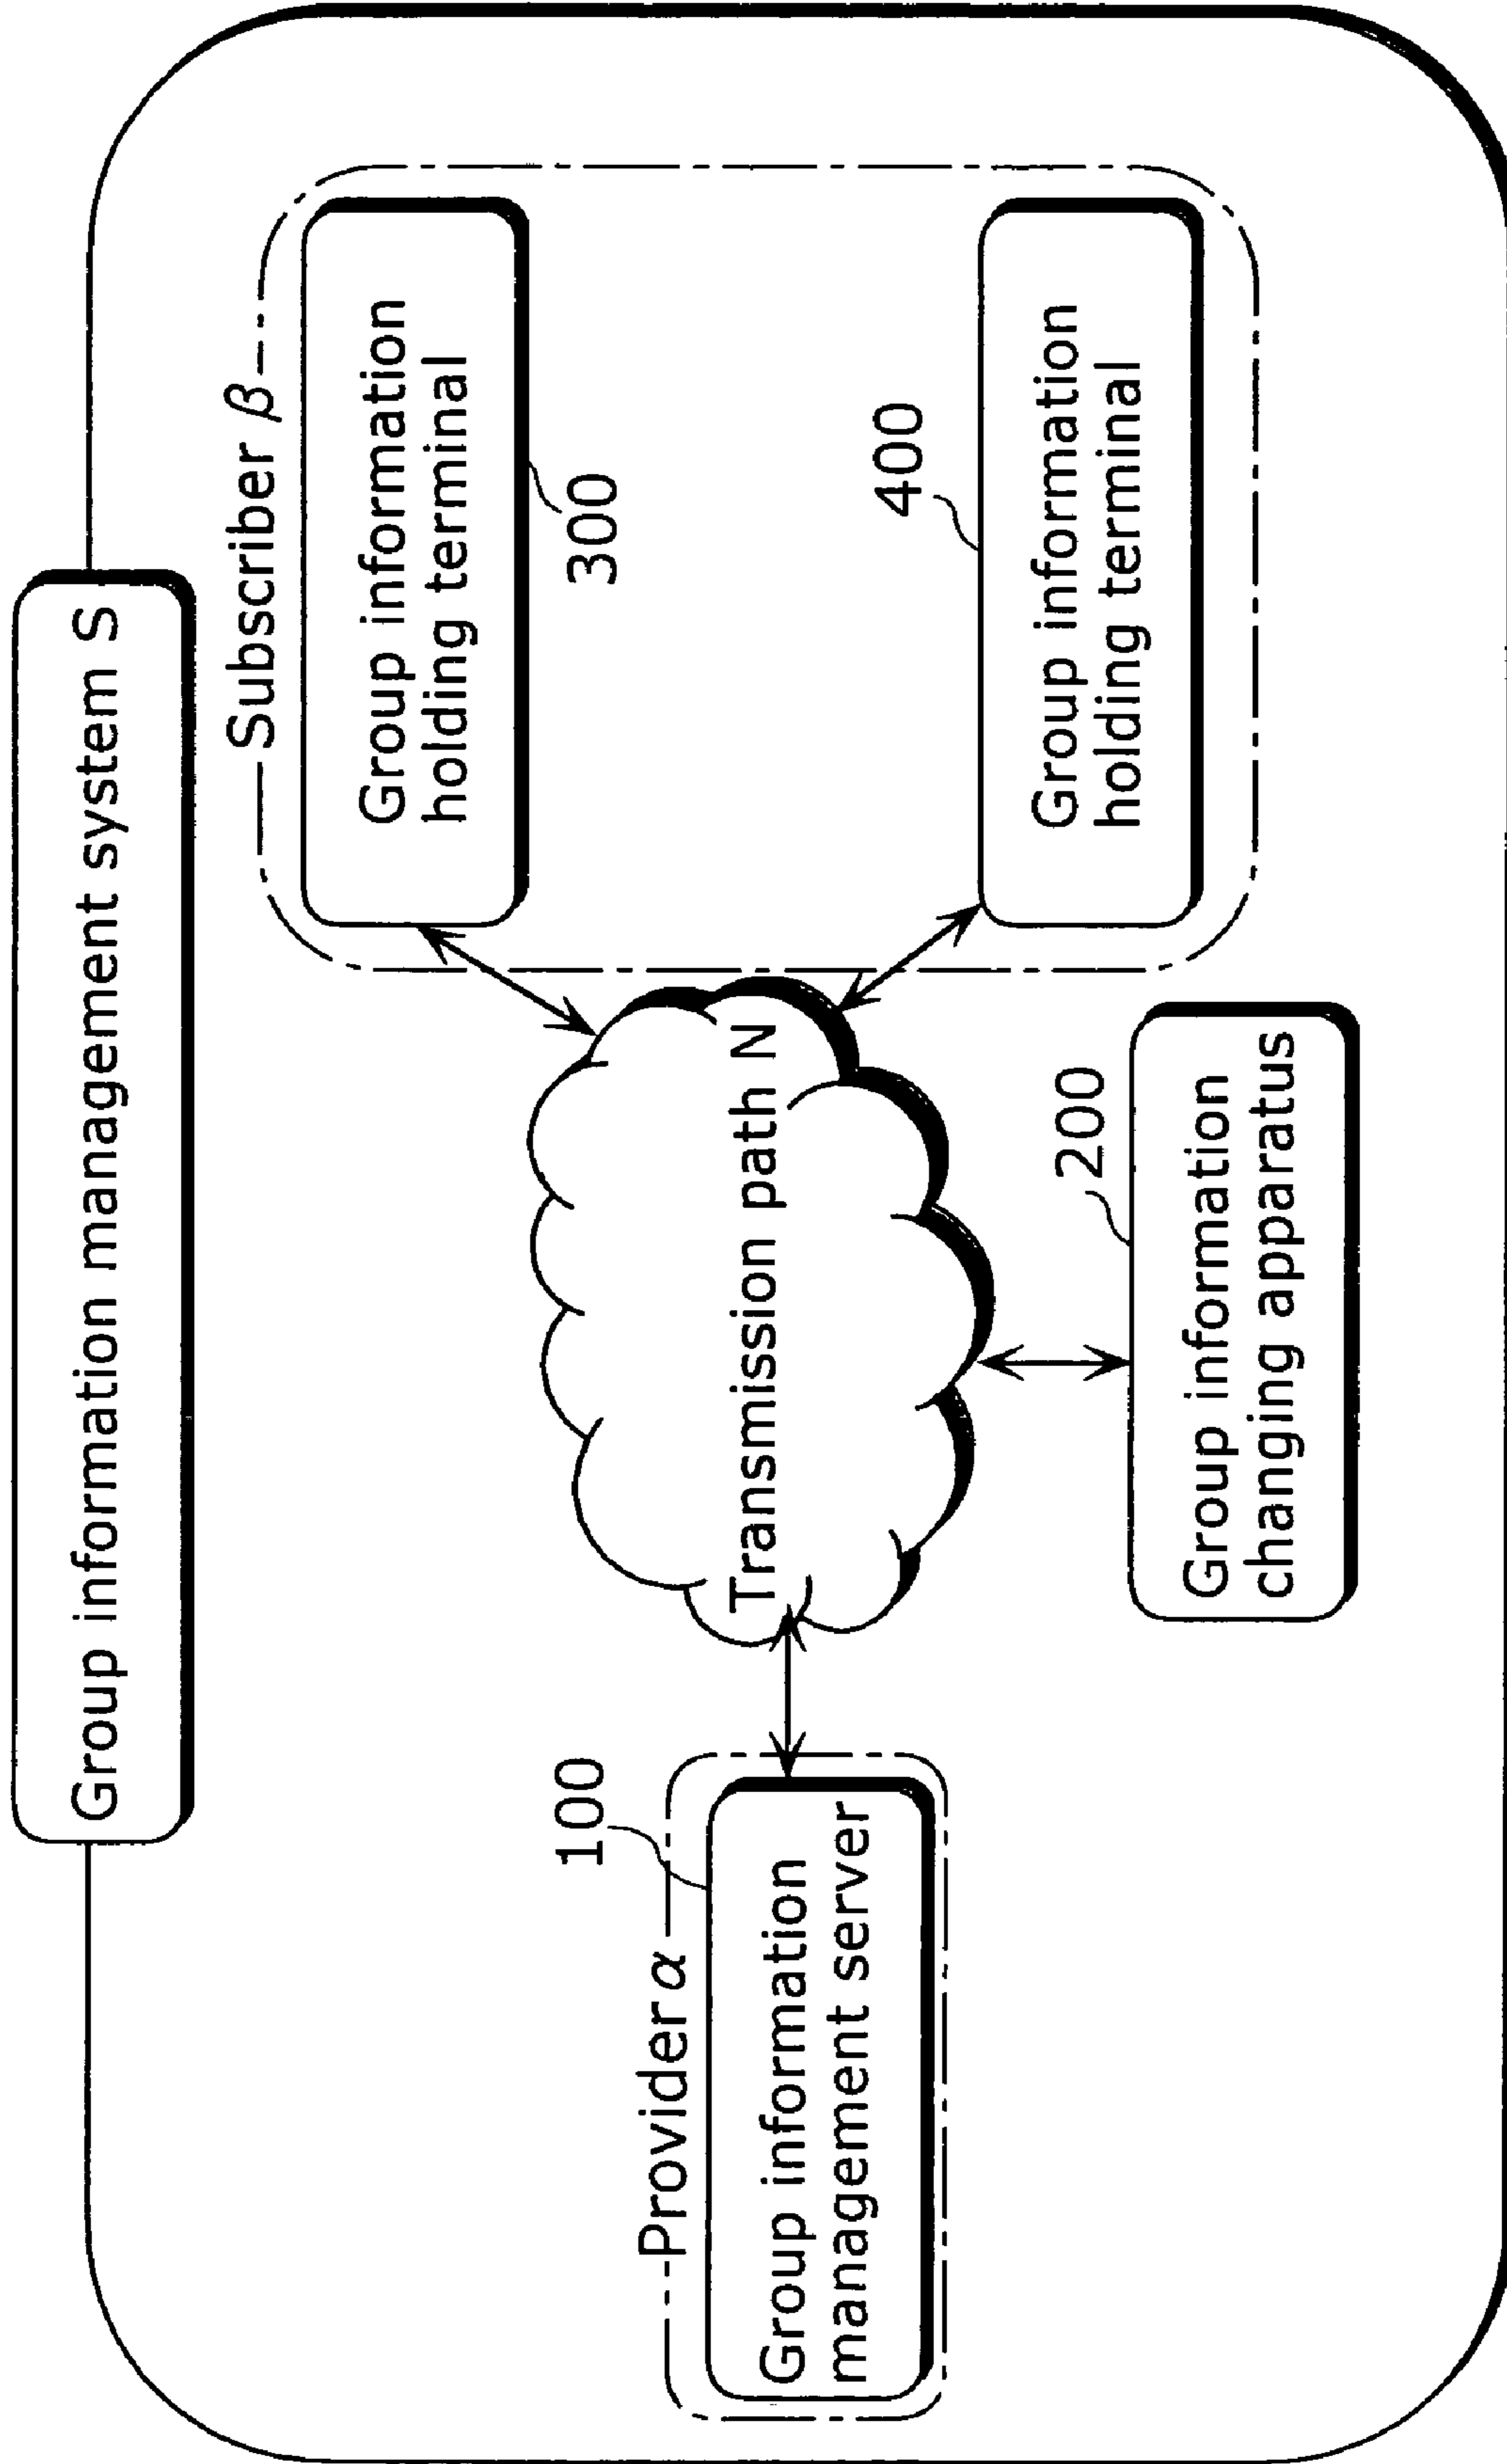 Group information management system S
Subscriber β
Group information
holding terminal
300
400
Group information
holding terminal
Transmission path N
200
Group information
changing apparatus
100
Provider α
Group information
management server